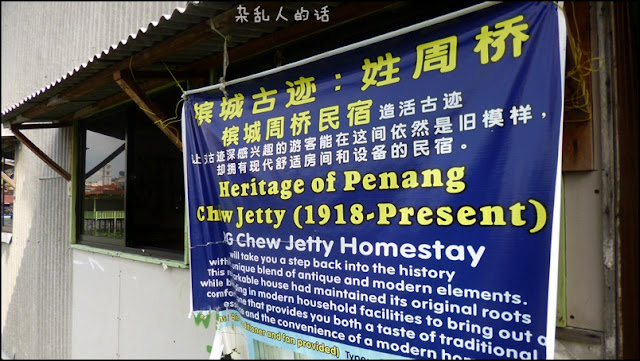 杂乱人的话
槟城古迹:姓周桥
槟城周桥民宿 造活古迹
古迹深感兴趣的游客能在这间依然是旧模样,
却拥有现代舒适房间和设备的民宿。
Heritage of Penang
Chew Jetty (1918-Present)
Chew Jetty Homestay
will take you a step back into the history
unique blend of antique and modern elements.
This house had maintained its original roots
while in modern household facilities to bring out
that provides you both a taste of traditional
and the convenience of a modern
and fan provided)